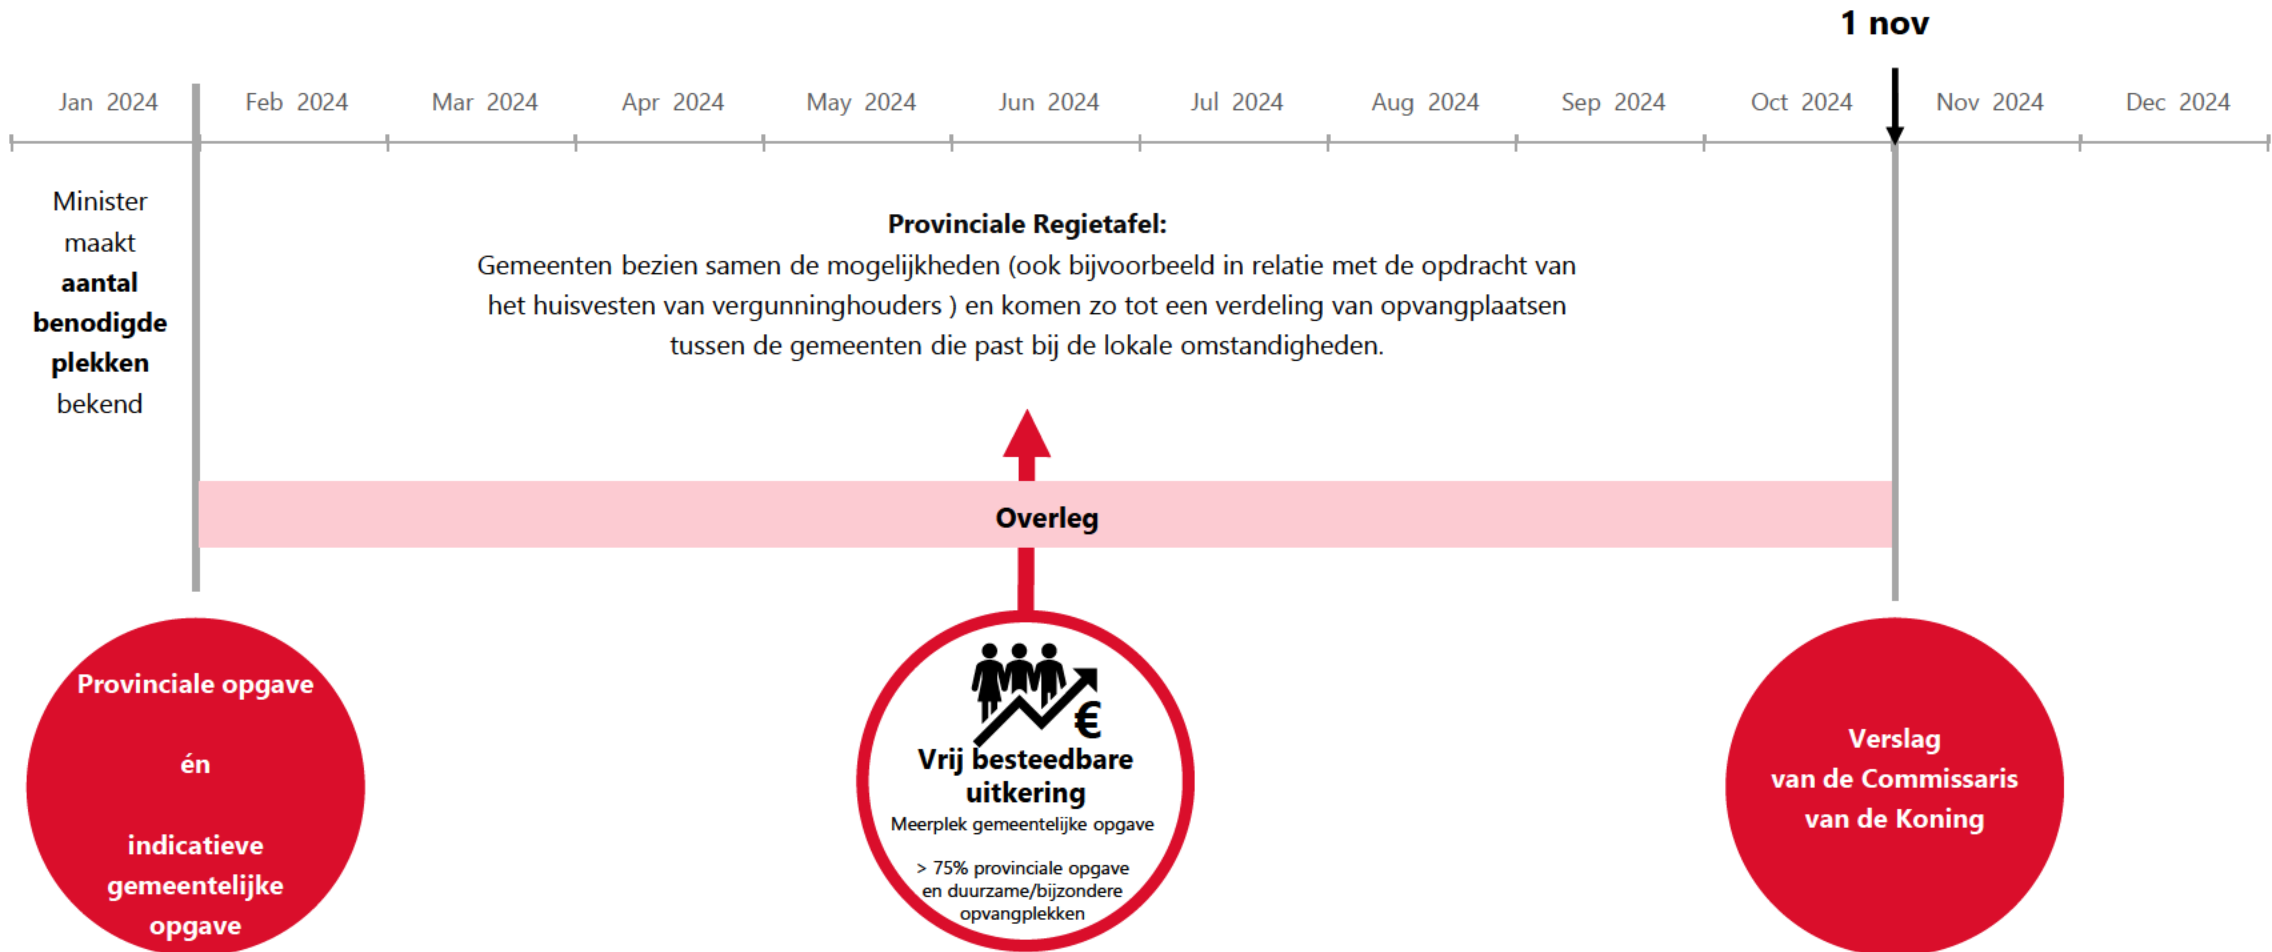 1 nov
Jan 2024 Feb 2024 Mar 2024 Apr 2024 May 2024 Jun 2024 Jul 2024 Aug 2024 Sep 2024 Oct 2024 Nov 2024 Dec 2024
Minister
maakt
aantal
benodigde
plekken
bekend
Provinciale Regietafel:
Gemeenten bezien samen de mogelijkheden (ook bijvoorbeeld in relatie met de opdracht van
het huisvesten van vergunninghouders ) en komen zo tot een verdeling van opvangplaatsen
tussen de gemeenten die past bij de lokale omstandigheden.
Overleg
Provinciale opgave
én
indicatieve
gemeentelijke
opgave
€
Vrij besteedbare
uitkering
Meerplek gemeentelijke opgave
> 75% provinciale opgave
en duurzame/bijzondere
opvangplekken
Verslag
van de Commissaris
van de Koning